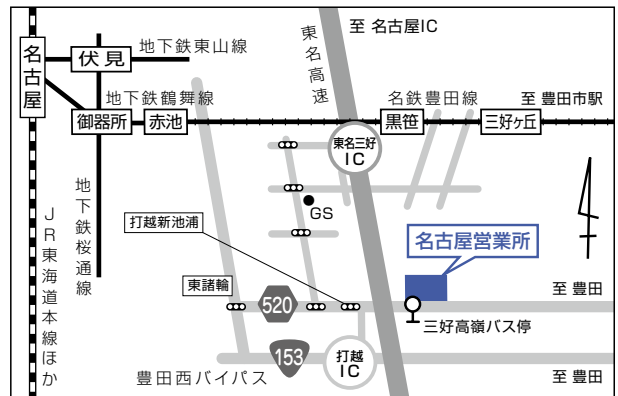 名古屋
伏見
地下鉄東山線
東名高速
至 名古屋IC
地下鉄鶴舞線
名鉄豊田線
至 豊田市駅
御器所
赤池
東名三好
IC
黒笹
三好ヶ丘
地下鉄桜通線
JR東海道本線ほか
GS
打越新池浦
東諸輪
名古屋営業所
520
至 豊田
三好高嶺バス停
153
豊田西バイパス
打越
IC
至 豊田